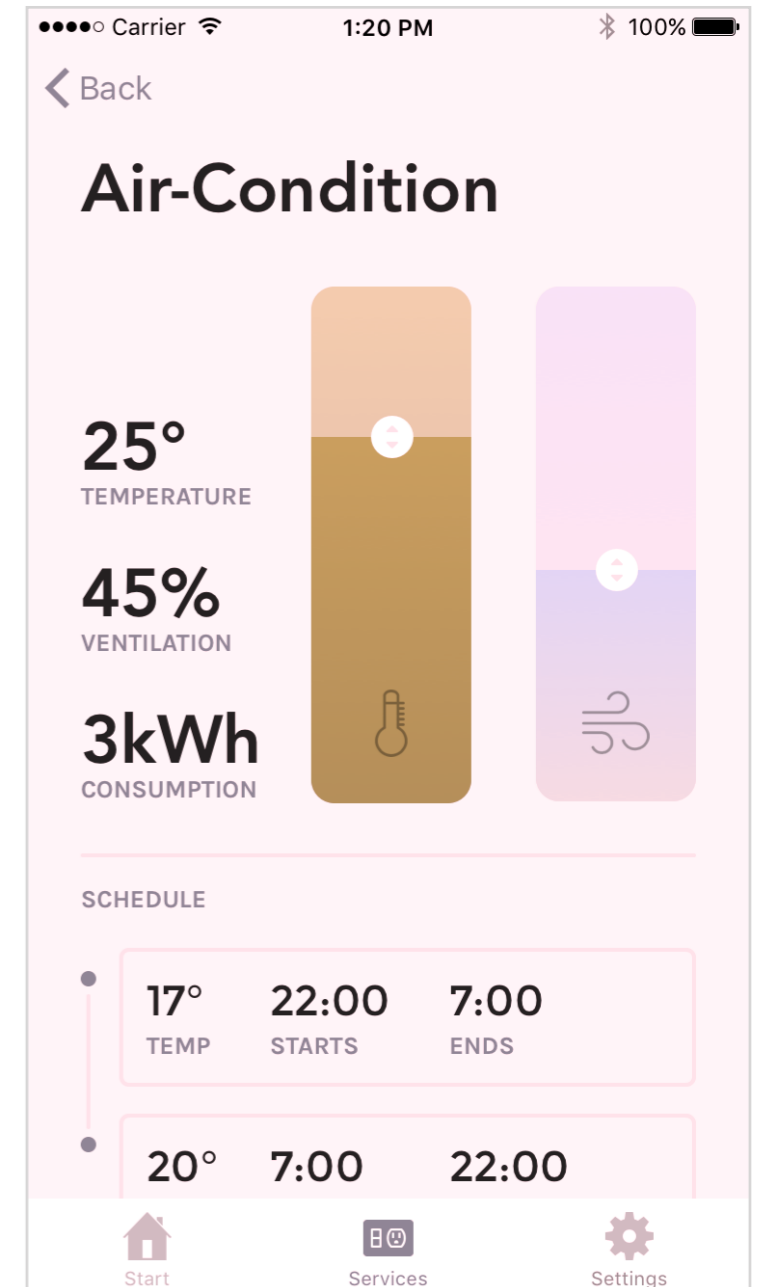 Carrier 1:20 PM 100%
Back
Air-Condition
25°
TEMPERATURE
45%
VENTILATION
3kWh
CONSUMPTION
SCHEDULE
17° 22:00 7:00
TEMP STARTS ENDS
20° 7:00 22:00
Start Services Settings